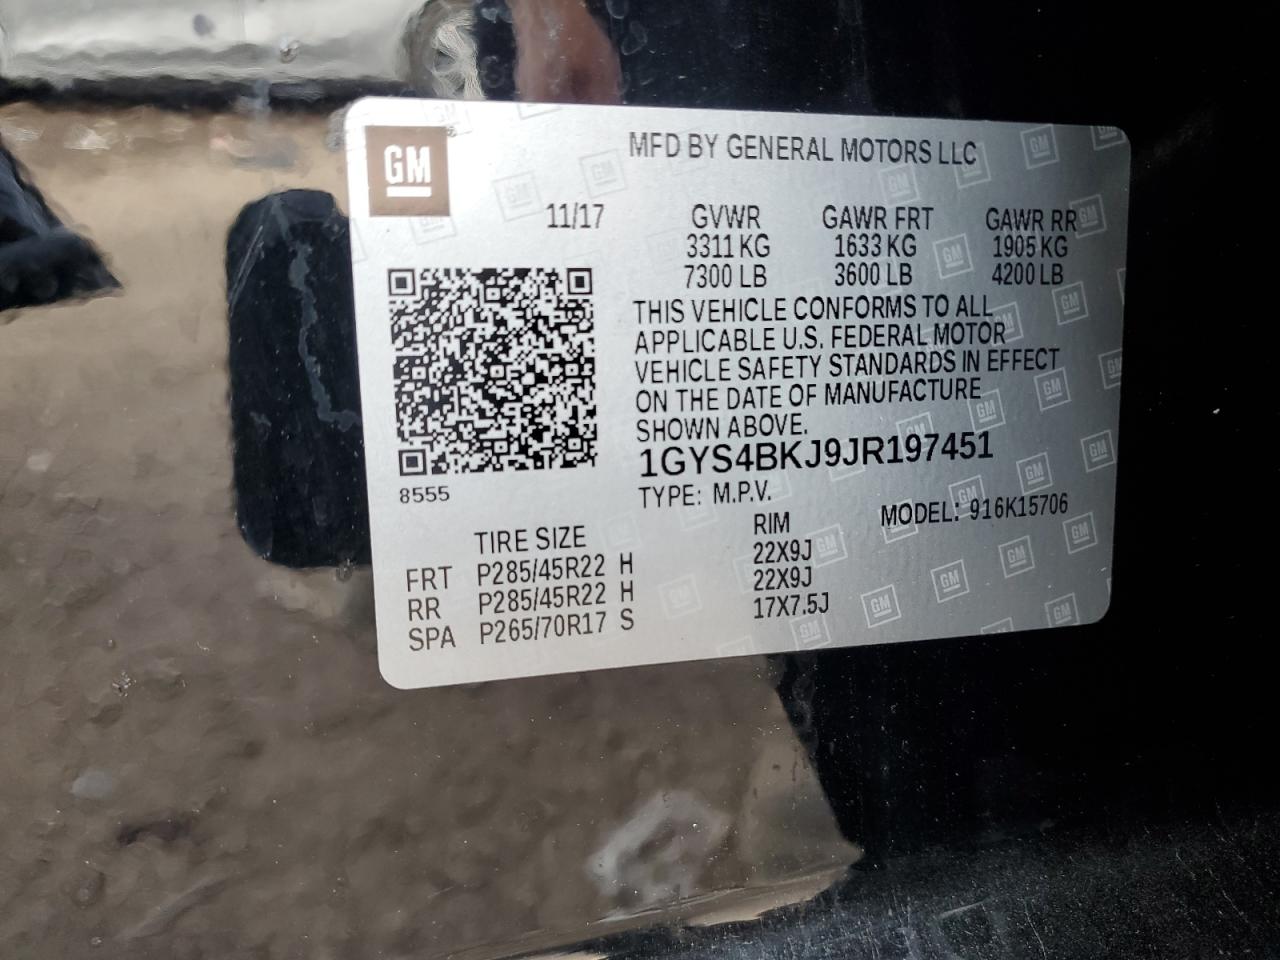 GM
MFD BY GENERAL MOTORS LLC
11/17 GVWR GAWR FRT GAWR RR
3311 KG 1633 KG 1905 KG
7300 LB 3600 LB 4200 LB
THIS VEHICLE CONFORMS TO ALL
APPLICABLE U.S. FEDERAL MOTOR
VEHICLE SAFETY STANDARDS IN EFFECT
ON THE DATE OF MANUFACTURE
SHOWN ABOVE.
1GYS4BKJ9JR197451
8555
TYPE: M.P.V. MODEL: 916K15706
TIRE SIZE RIM
FRT P285/45R22 H 22X9J
RR P285/45R22 H 22X9J
SPA P265/70R17 S 17X7.5J